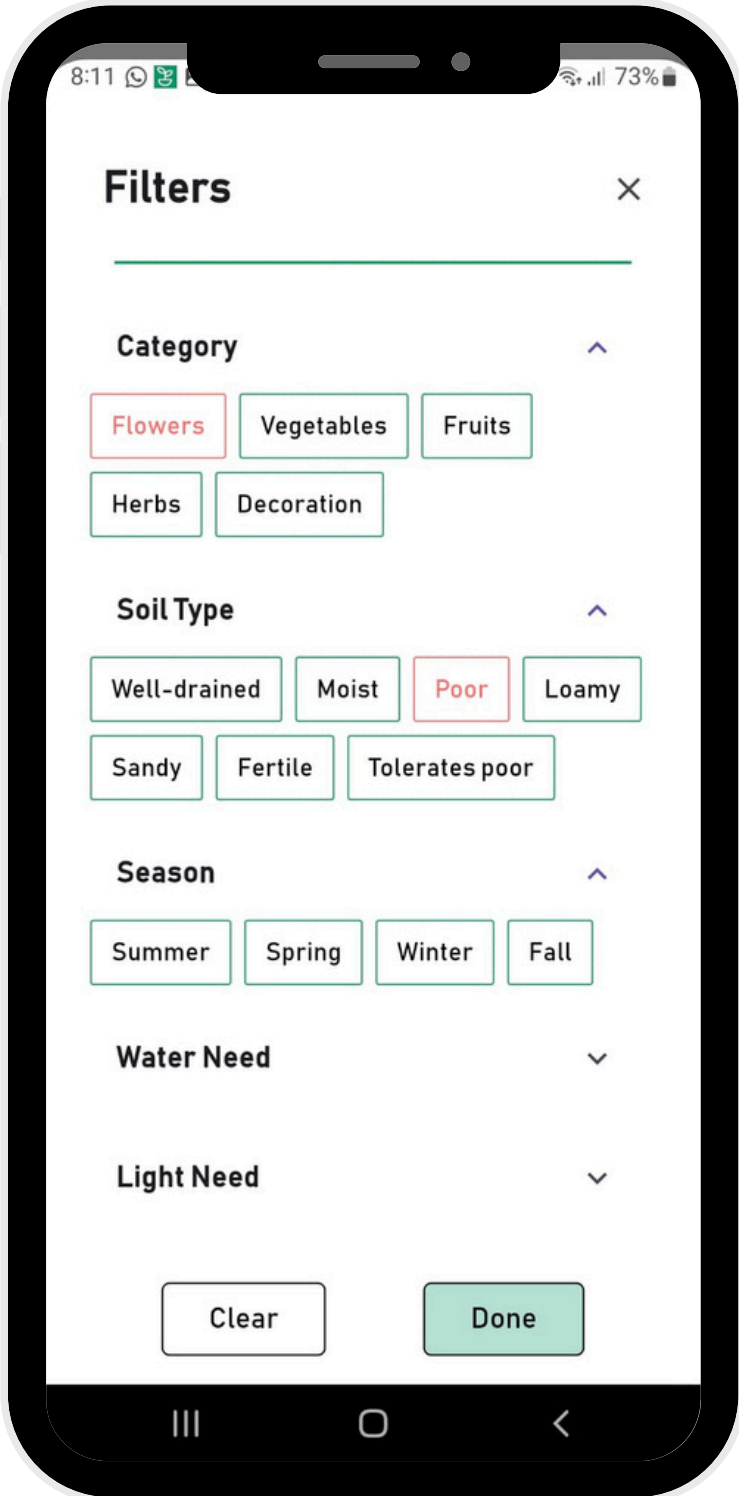 8:11 73%
Filters
Category
Flowers Vegetables Fruits
Herbs Decoration
Soil Type
Well-drained Moist Poor Loamy
Sandy Fertile Tolerates poor
Season
Summer Spring Winter Fall
Water Need
Light Need
Clear Done